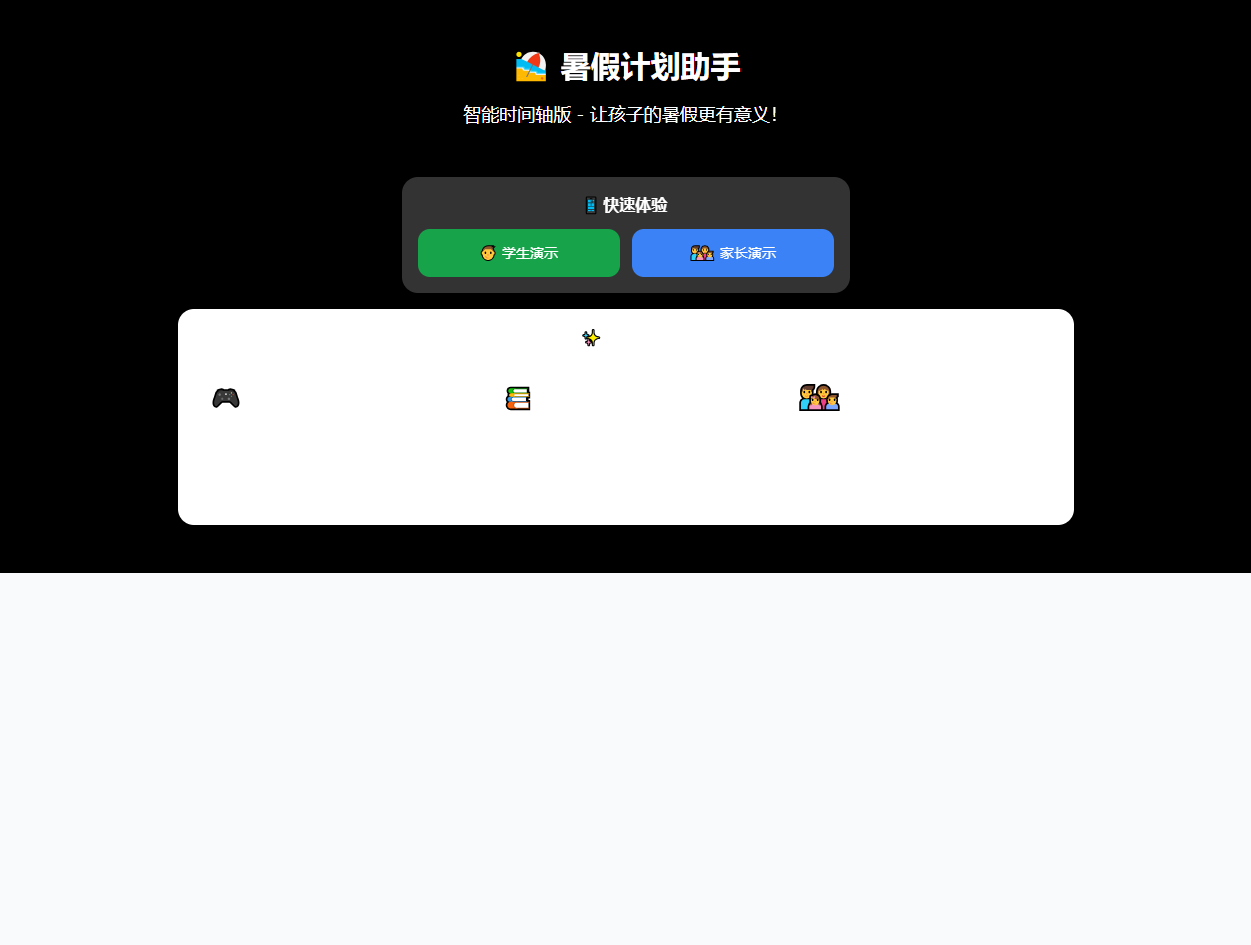 🏖️ 暑假计划助手
智能时间轴版 - 让孩子的暑假更有意义！
📱 快速体验
👨 学生演示
👨‍👩‍👧 家长演示